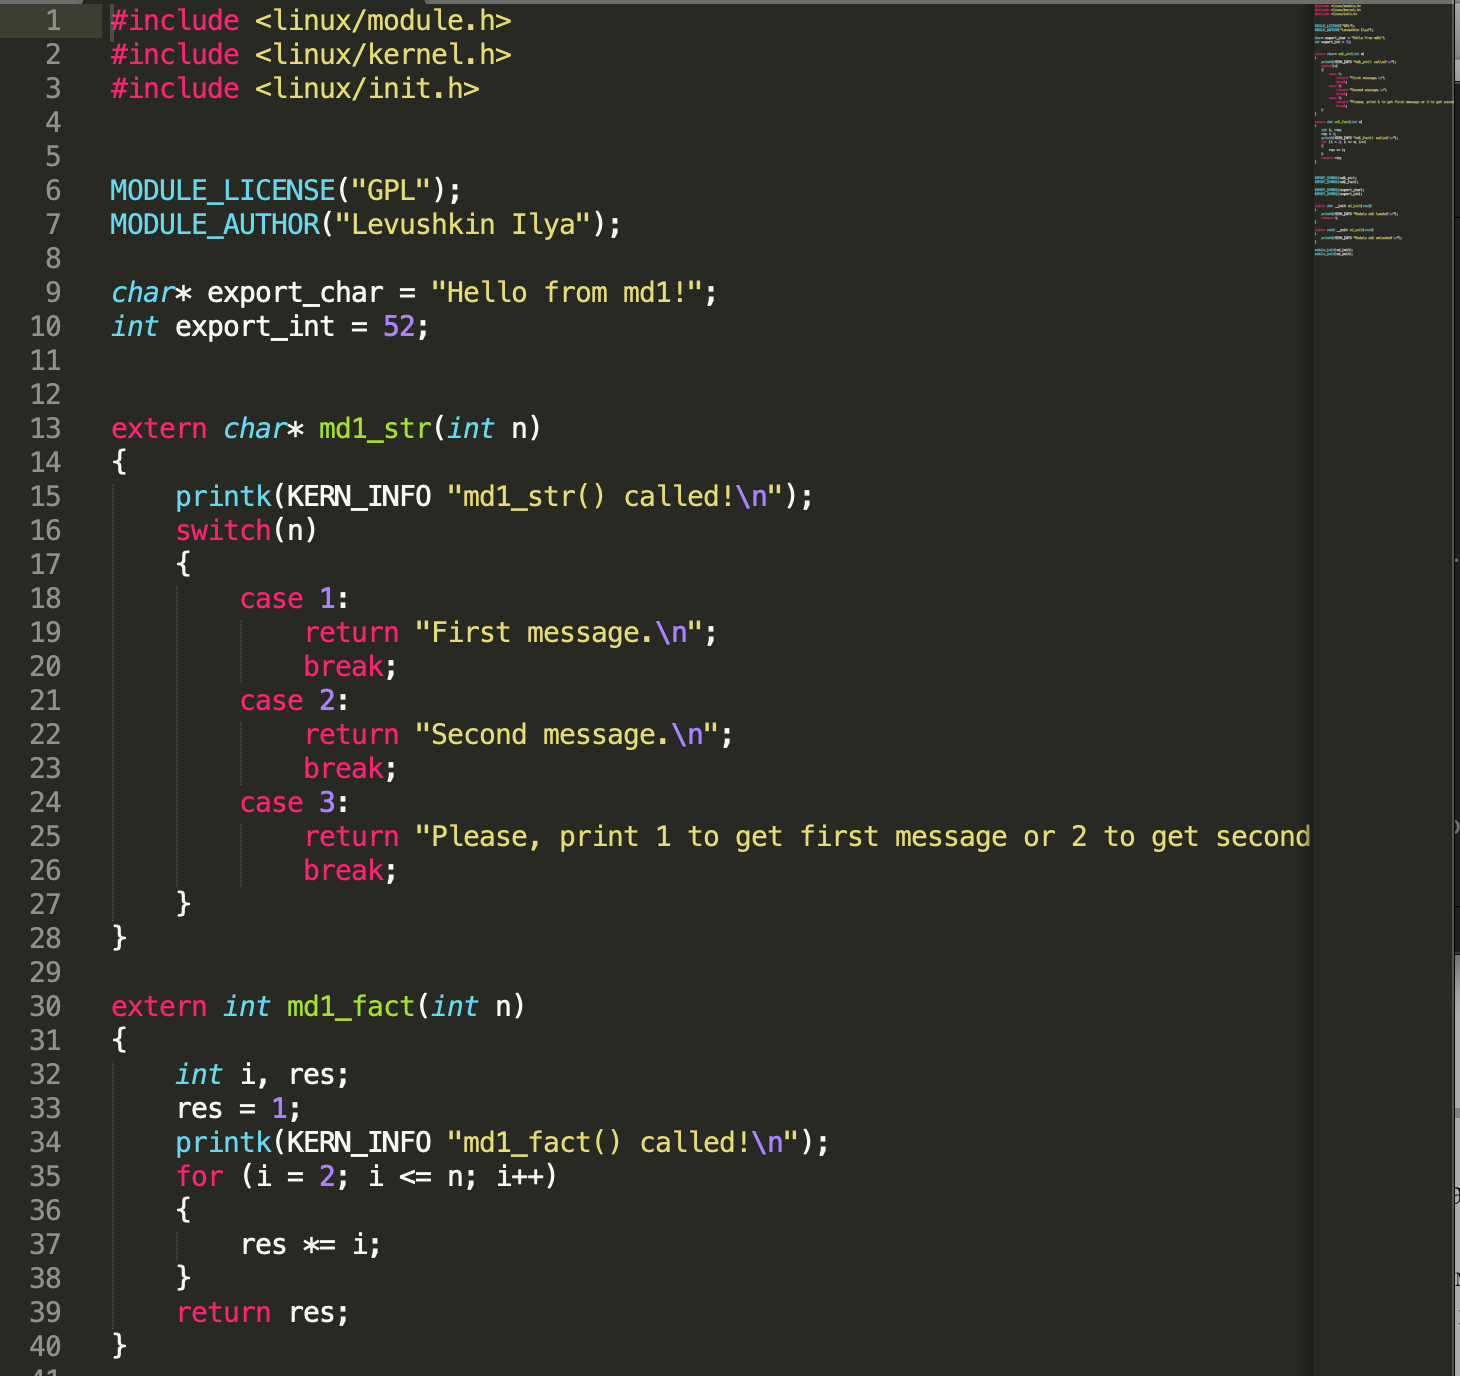 1 #include <linux/module.h>
2 #include <linux/kernel.h>
3 #include <linux/init.h>
4
5
6 MODULE_LICENSE("GPL");
7 MODULE_AUTHOR("Levushkin Ilya");
8
9 char* export_char = "Hello from md1!";
10 int export_int = 52;
11
12
13 extern char* md1_str(int n)
14 {
15     printk(KERN_INFO "md1_str() called!\n");
16     switch(n)
17     {
18         case 1:
19             return "First message.\n";
20             break;
21         case 2:
22             return "Second message.\n";
23             break;
24         case 3:
25             return "Please, print 1 to get first message or 2 to get second
26             break;
27     }
28 }
29
30 extern int md1_fact(int n)
31 {
32     int i, res;
33     res = 1;
34     printk(KERN_INFO "md1_fact() called!\n");
35     for (i = 2; i <= n; i++)
36     {
37         res *= i;
38     }
39     return res;
40 }